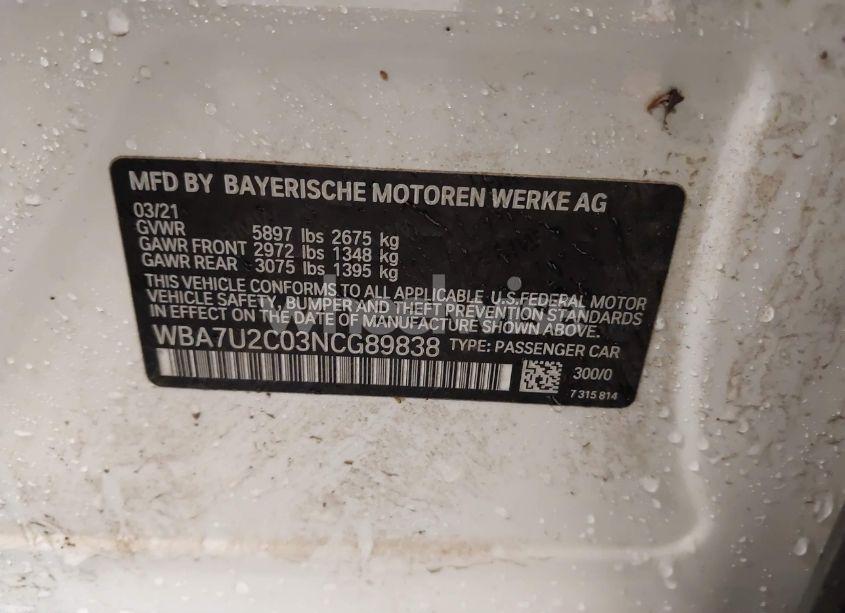 MFD BY BAYERISCHE MOTOREN WERKE AG
03/21
GVWR 5897 lbs 2675 kg
GAWR FRONT 2972 lbs 1348 kg
GAWR REAR 3075 lbs 1395 kg
THIS VEHICLE CONFORMS TO ALL APPLICABLE U.S.FEDERAL MOTOR
VEHICLE SAFETY, BUMPER AND THEFT PREVENTION STANDARDS
IN EFFECT ON THE DATE OF MANUFACTURE SHOWN ABOVE.
WBA7U2C03NCG89838 TYPE: PASSENGER CAR
300/0
7 315 814